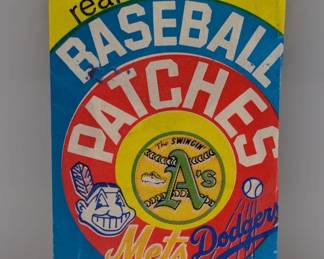 real
BASEBALL
PATCHES
The SWINGIN'
A's
Mets
Dodgers